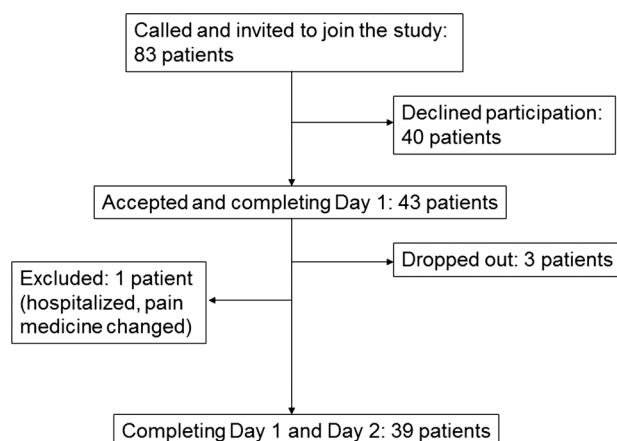 Called and invited to join the study:
83 patients
Declined participation:
40 patients
Accepted and completing Day 1: 43 patients
Dropped out: 3 patients
Excluded: 1 patient
(hospitalized, pain
medicine changed)
Completing Day 1 and Day 2: 39 patients